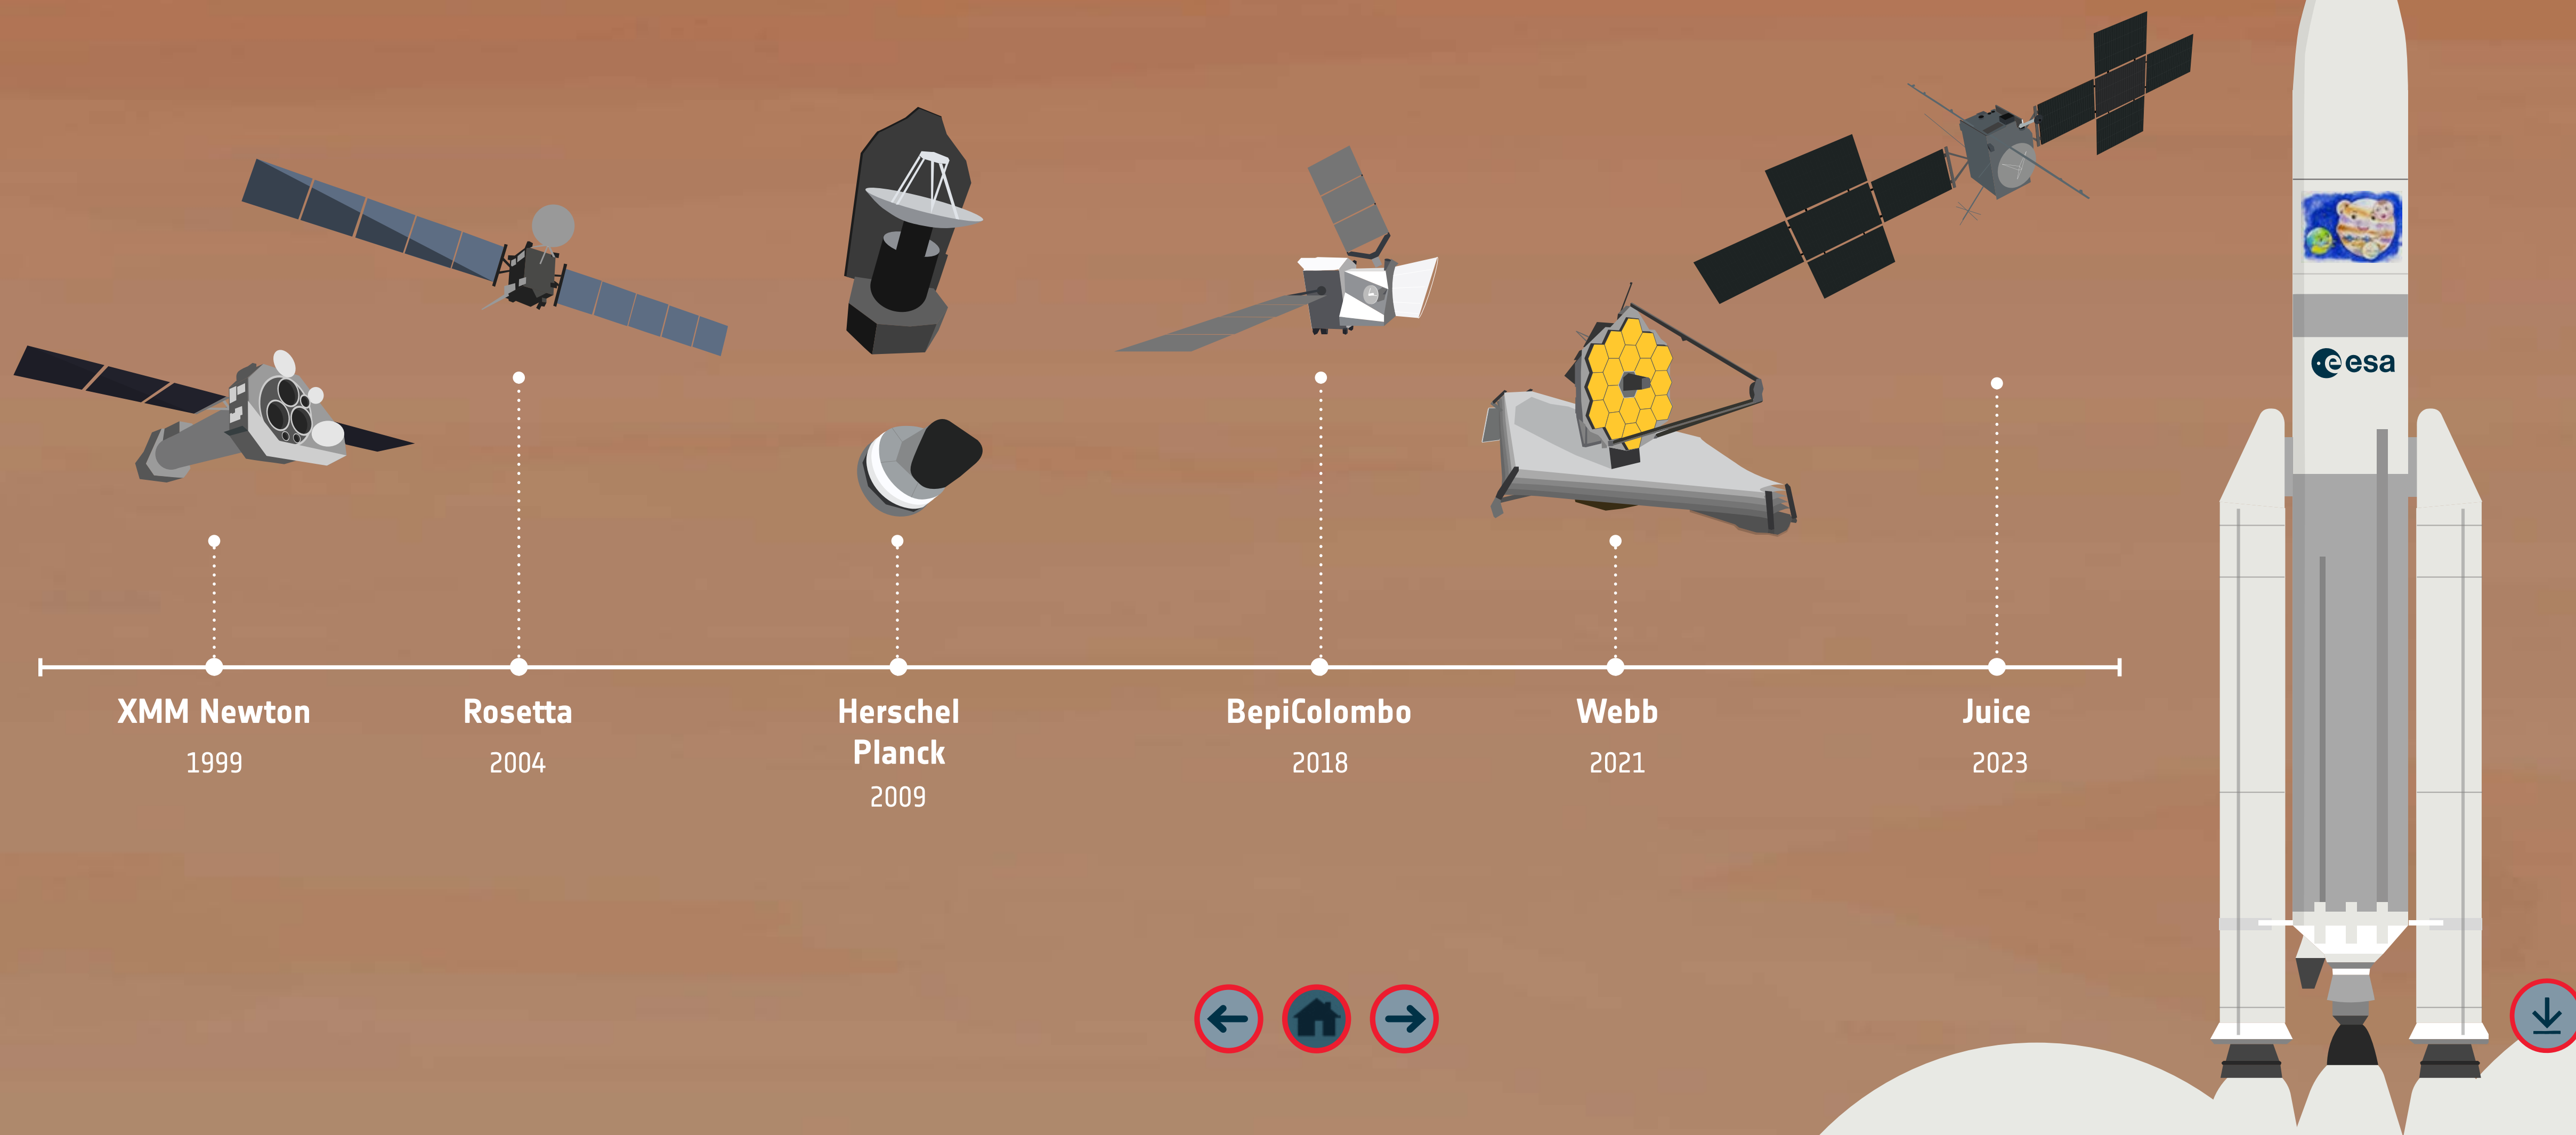 esa
XMM Newton
1999
Rosetta
2004
Herschel
Planck
2009
BepiColombo
2018
Webb
2021
Juice
2023